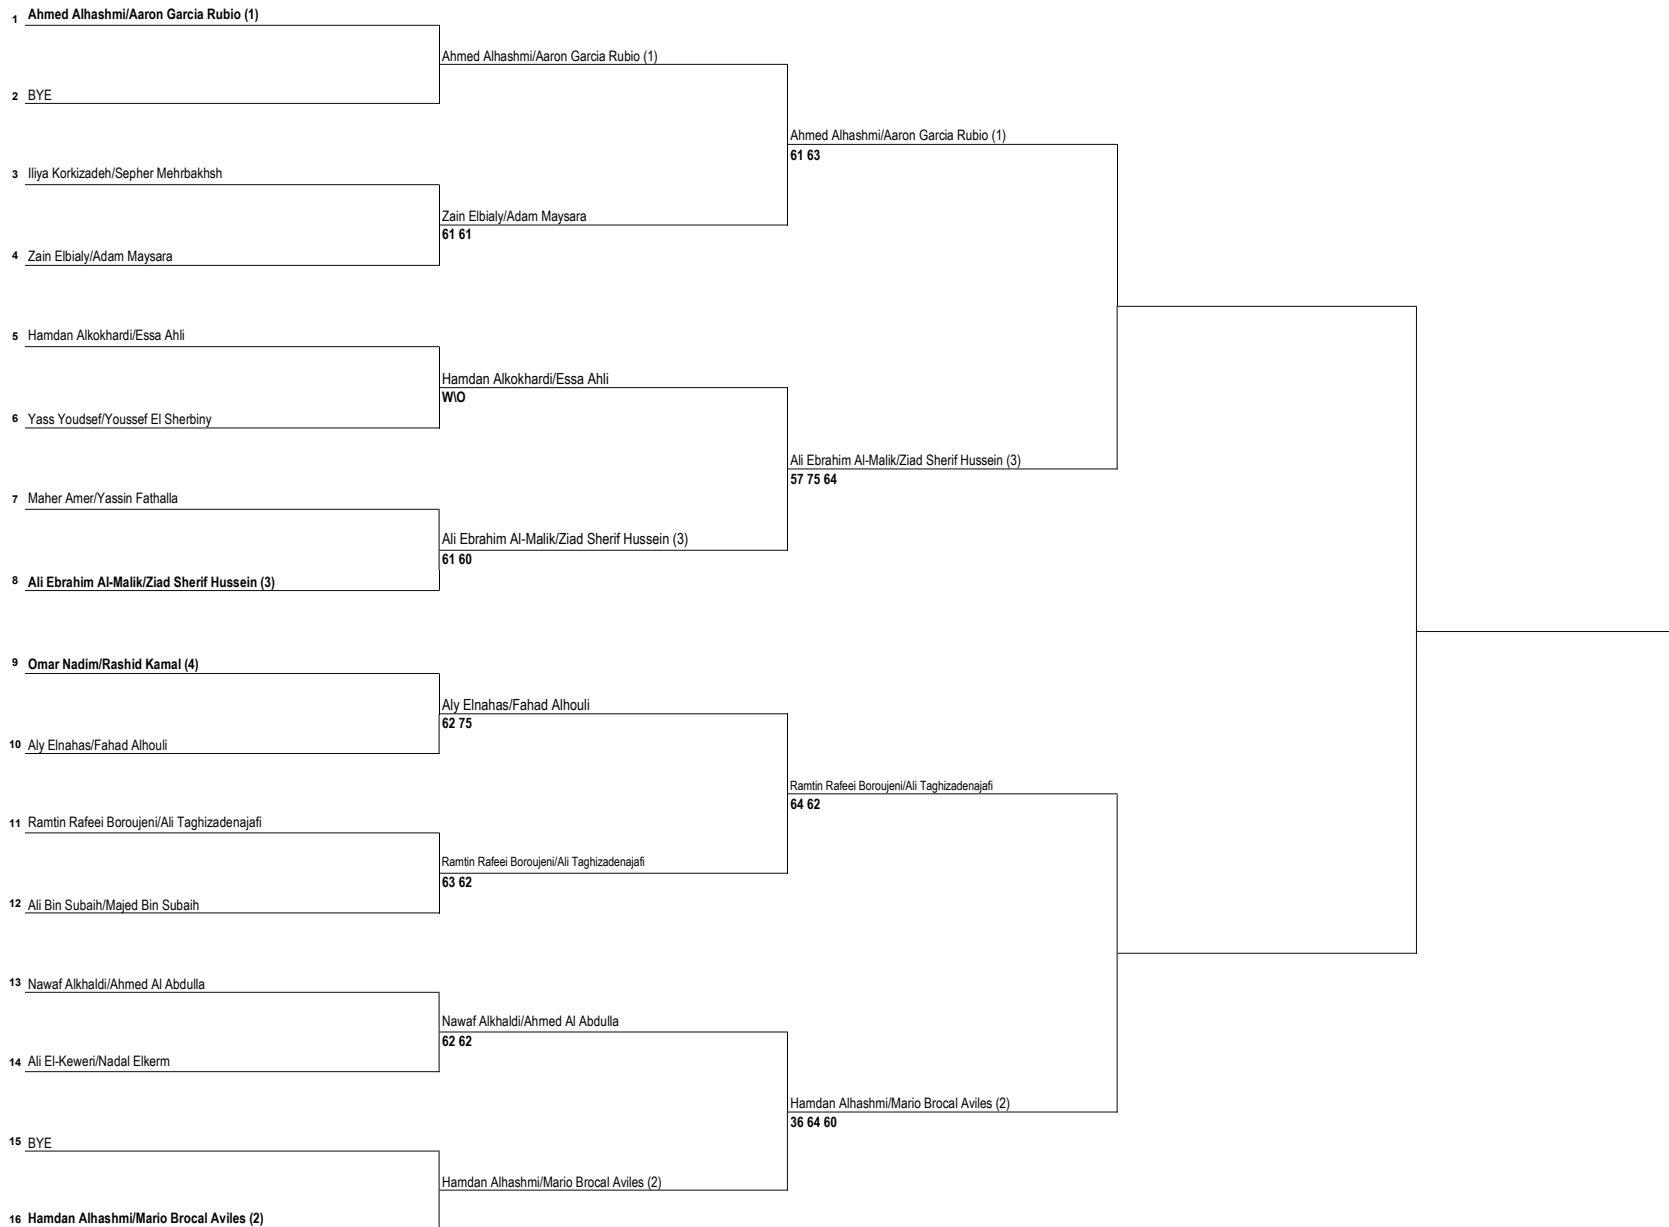 1 Ahmed Alhashmi/Aaron Garcia Rubio (1)
Ahmed Alhashmi/Aaron Garcia Rubio (1)
2 BYE
Ahmed Alhashmi/Aaron Garcia Rubio (1)
61 63
3 Iliya Korkizadeh/Sepher Mehrbakhsh
Zain Elbialy/Adam Maysara
61 61
4 Zain Elbialy/Adam Maysara
5 Hamdan Alkokhardi/Essa Ahli
Hamdan Alkokhardi/Essa Ahli
W\O
6 Yass Youdsef/Youssef El Sherbiny
Ali Ebrahim Al-Malik/Ziad Sherif Hussein (3)
57 75 64
7 Maher Amer/Yassin Fathalla
Ali Ebrahim Al-Malik/Ziad Sherif Hussein (3)
61 60
8 Ali Ebrahim Al-Malik/Ziad Sherif Hussein (3)
9 Omar Nadim/Rashid Kamal (4)
Aly Elnahas/Fahad Alhouli
62 75
10 Aly Elnahas/Fahad Alhouli
Ramtin Rafeei Boroujeni/Ali Taghizadenajafi
64 62
11 Ramtin Rafeei Boroujeni/Ali Taghizadenajafi
Ramtin Rafeei Boroujeni/Ali Taghizadenajafi
63 62
12 Ali Bin Subaih/Majed Bin Subaih
13 Nawaf Alkhaldi/Ahmed Al Abdulla
Nawaf Alkhaldi/Ahmed Al Abdulla
62 62
14 Ali El-Keweri/Nadal Elkerm
Hamdan Alhashmi/Mario Brocal Aviles (2)
36 64 60
15 BYE
Hamdan Alhashmi/Mario Brocal Aviles (2)
16 Hamdan Alhashmi/Mario Brocal Aviles (2)